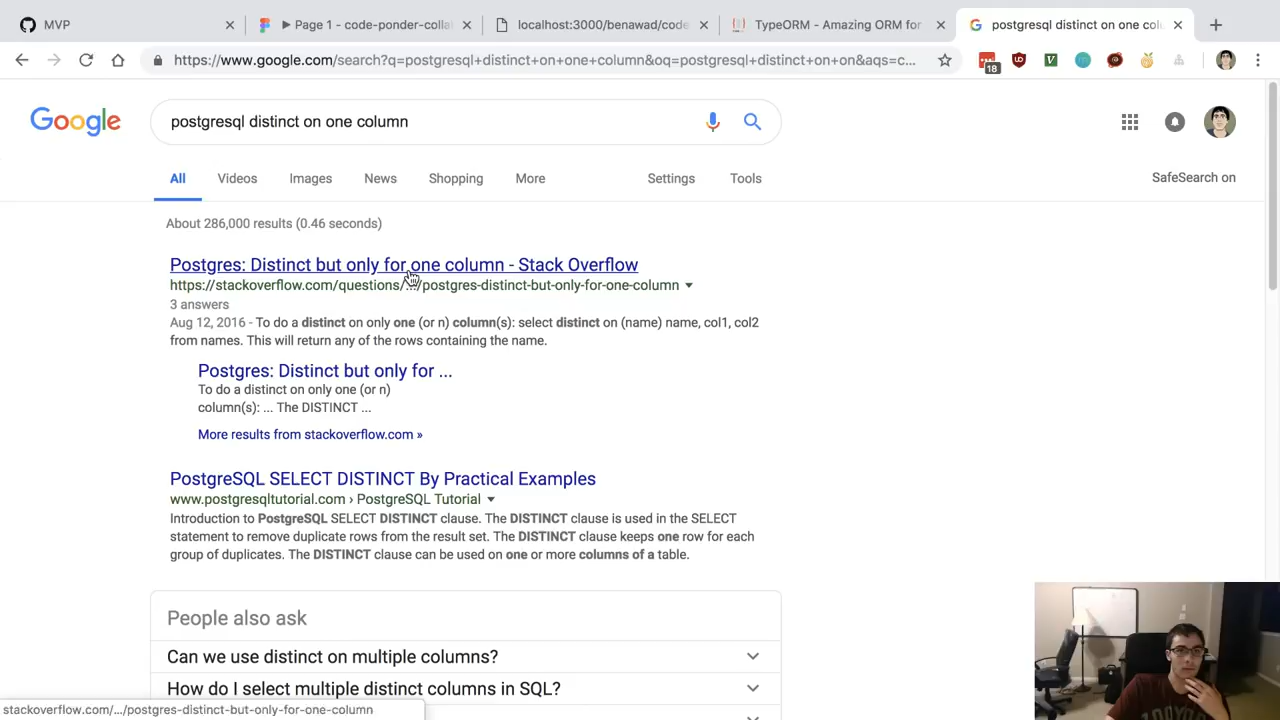 MVP
Page 1 - code-ponder-colla
localhost:3000/benawad/code
TypeORM - Amazing ORM for
postgresql distinct on one col
https://www.google.com/search?q=postgresql+distinct+on+one+column&oq=postgresql+distinct+on+on&aqs=c...
18
Google
postgresql distinct on one column
All
Videos
Images
News
Shopping
More
Settings
Tools
SafeSearch on
About 286,000 results (0.46 seconds)
Postgres: Distinct but only for one column - Stack Overflow
https://stackoverflow.com/questions/.../postgres-distinct-but-only-for-one-column
3 answers
Aug 12, 2016 - To do a distinct on only one (or n) column(s): select distinct on (name) name, col1, col2
from names. This will return any of the rows containing the name.
Postgres: Distinct but only for ...
To do a distinct on only one (or n)
column(s): ... The DISTINCT ...
More results from stackoverflow.com »
PostgreSQL SELECT DISTINCT By Practical Examples
www.postgresqltutorial.com › PostgreSQL Tutorial
Introduction to PostgreSQL SELECT DISTINCT clause. The DISTINCT clause is used in the SELECT
statement to remove duplicate rows from the result set. The DISTINCT clause keeps one row for each
group of duplicates. The DISTINCT clause can be used on one or more columns of a table.
People also ask
Can we use distinct on multiple columns?
How do I select multiple distinct columns in SQL?
stackoverflow.com/.../postgres-distinct-but-only-for-one-column